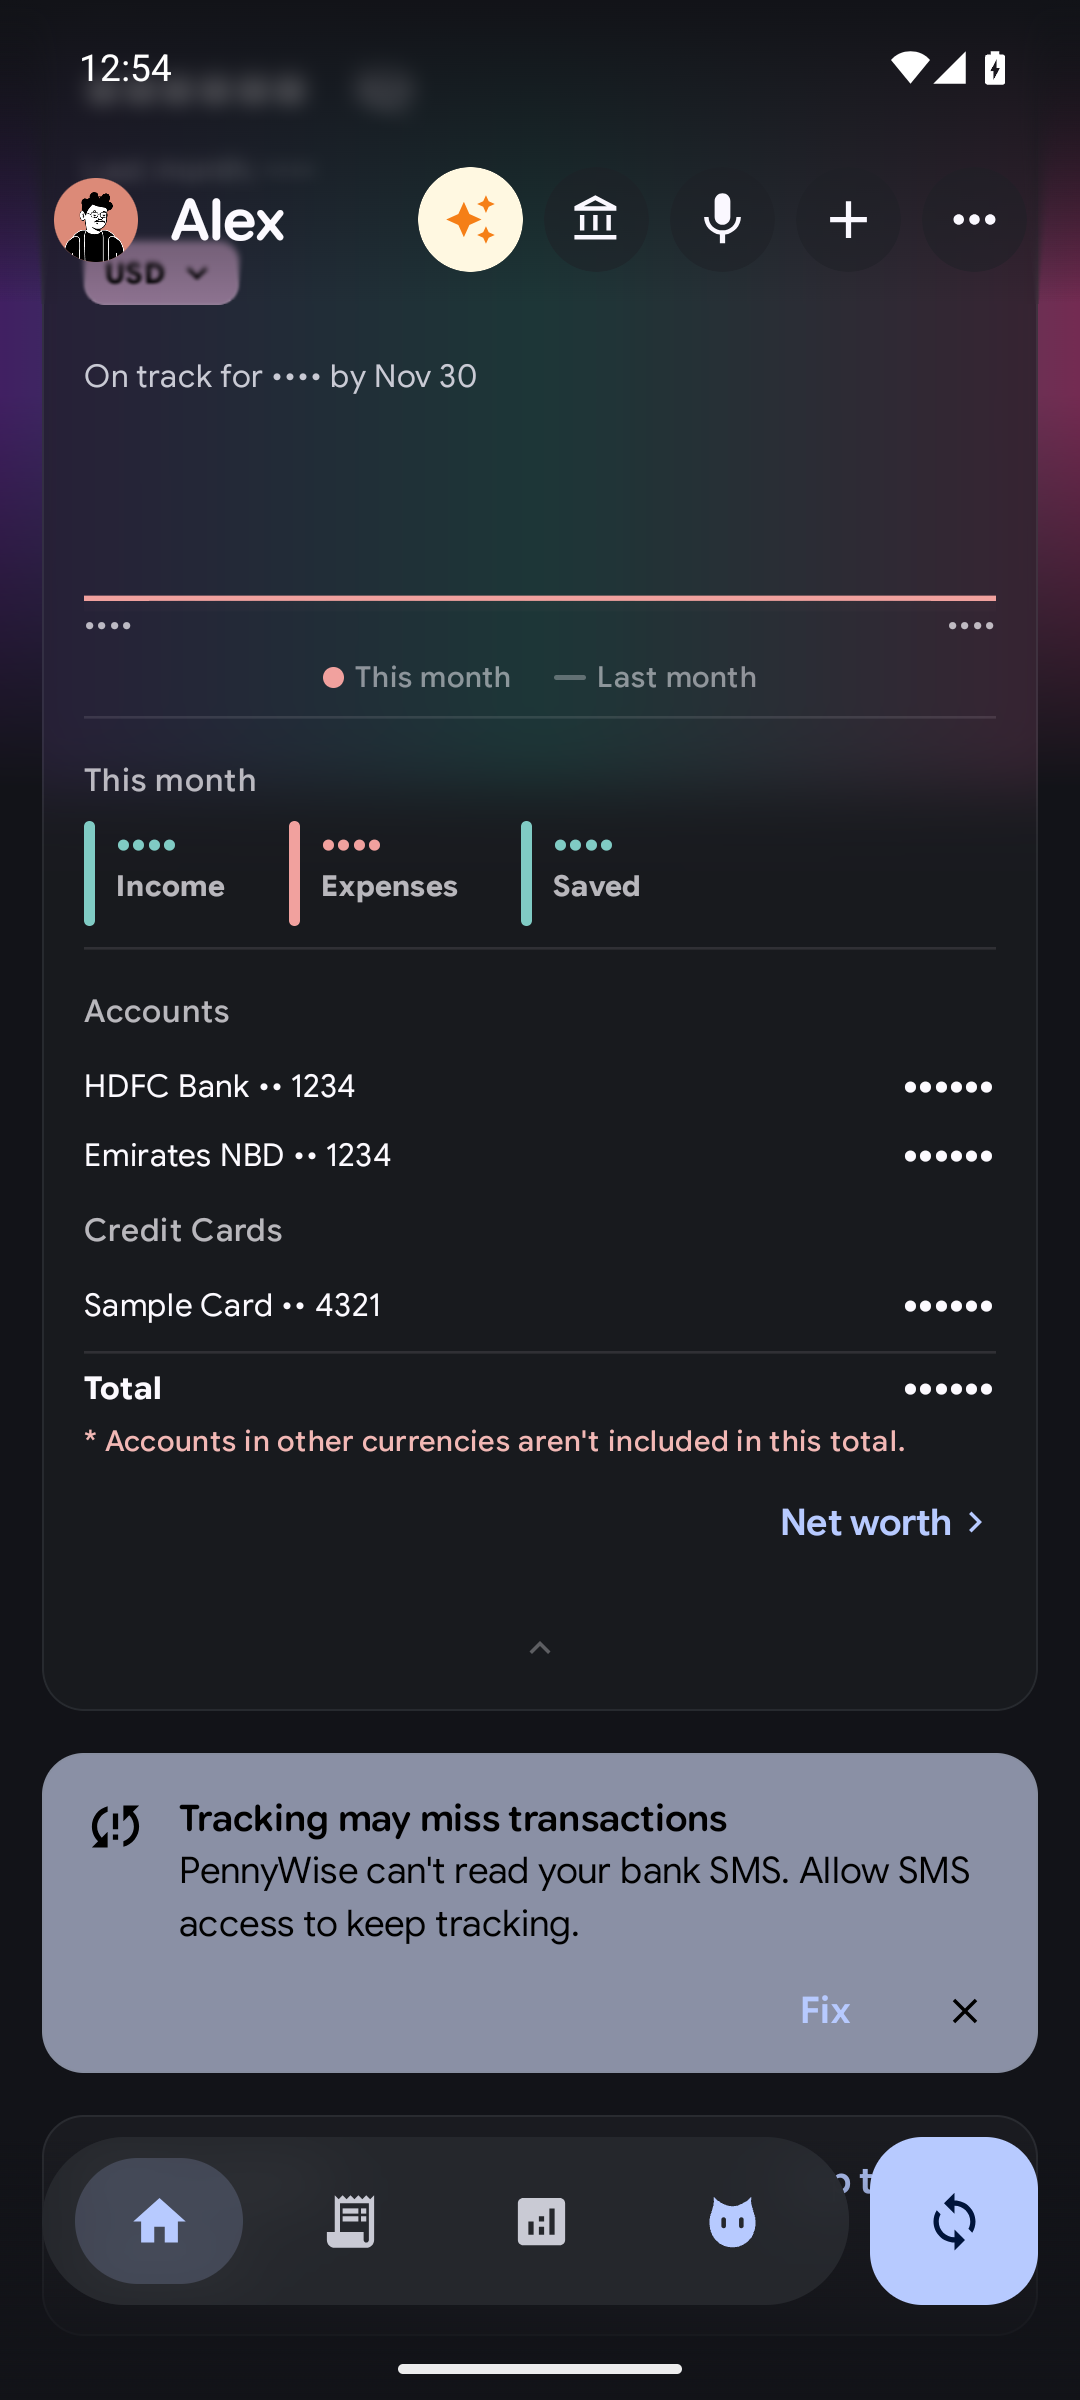 12:54
Alex
USD
On track for •••• by Nov 30
•••• ••••
This month Last month
This month
•••• •••• ••••
Income Expenses Saved
Accounts
HDFC Bank •• 1234 ••••••
Emirates NBD •• 1234 ••••••
Credit Cards
Sample Card •• 4321 ••••••
Total ••••••
* Accounts in other currencies aren't included in this total.
Net worth
Tracking may miss transactions
PennyWise can't read your bank SMS. Allow SMS
access to keep tracking.
Fix